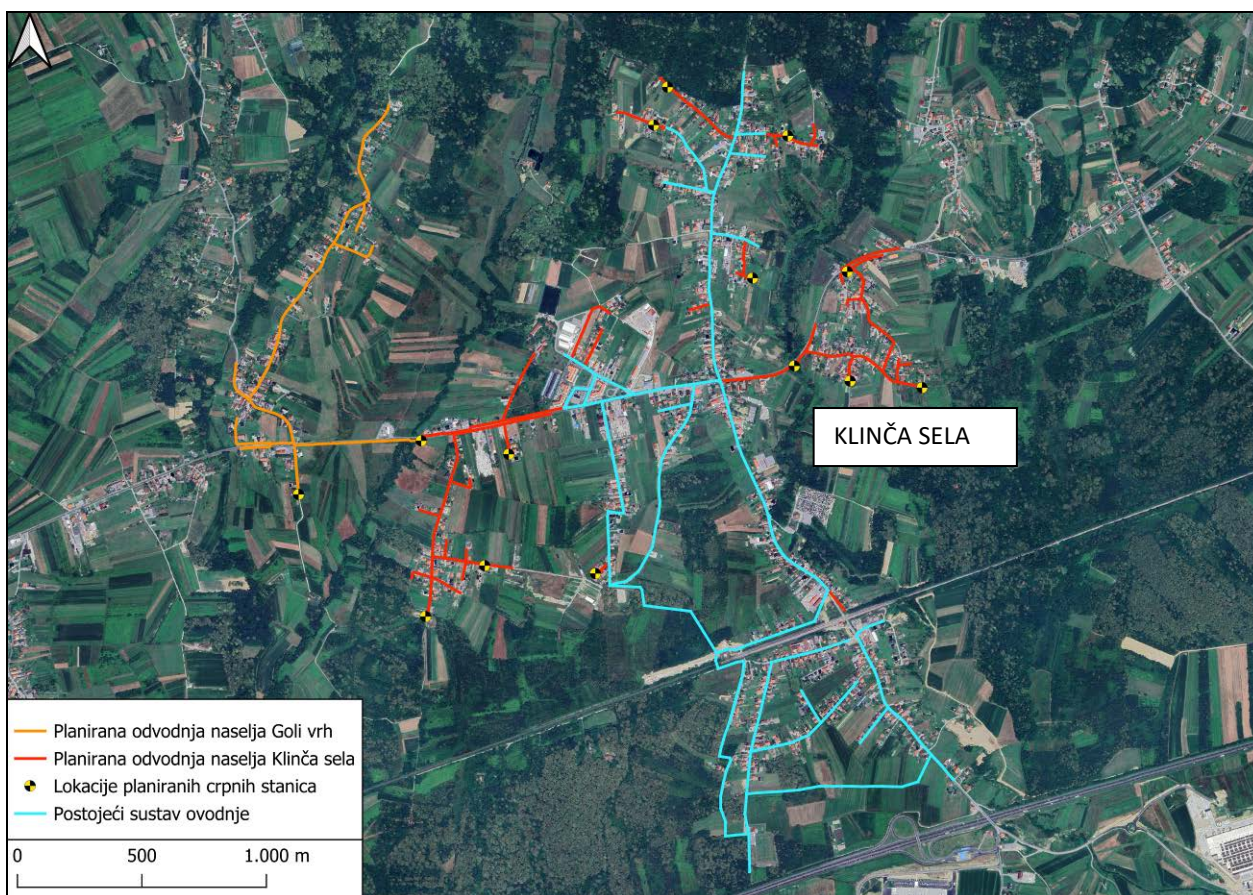 KLINČA SELA
Planirana odvodnja naselja Goli vrh
Planirana odvodnja naselja Klinča sela
Lokacije planiranih crpnih stanica
Postojeći sustav ovodnje
0 500 1.000 m